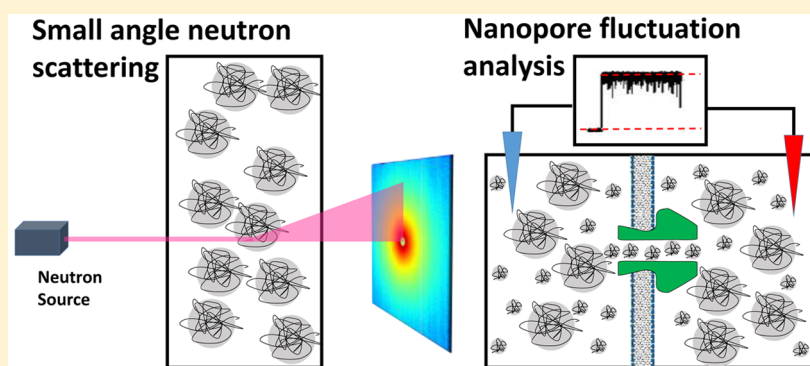 Small angle neutron
scattering
Neutron
Source
Nanopore fluctuation
analysis